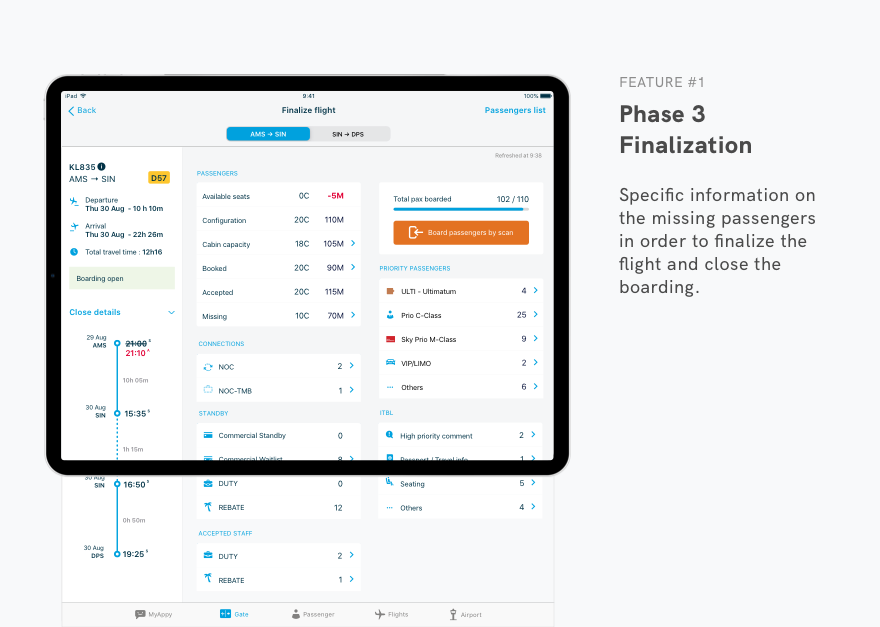 FEATURE #1
Phase 3
Finalization
Specific information on
the missing passengers
in order to finalize the
flight and close the
boarding.
iPad 9:41 100%
Back Finalize flight Passengers list
AMS → SIN SIN → DPS
Refreshed at 9:38
KL835
AMS → SIN D57
Departure
Thu 30 Aug - 10 h 10m
Arrival
Thu 30 Aug - 22h 26m
Total travel time : 12h16
Boarding open
Close details
29 Aug
AMS
21:00 S
21:10 A
10h 05m
30 Aug
SIN
15:35 S
1h 15m
30 Aug
SIN
16:50 S
0h 50m
30 Aug
DPS
19:25 S
PASSENGERS
Available seats 0C -5M
Configuration 20C 110M
Cabin capacity 18C 105M
Booked 20C 90M
Accepted 20C 115M
Missing 10C 70M
CONNECTIONS
NOC 2
NOC-TMB 1
STANDBY
Commercial Standby 0
Commercial Waitlist 8
DUTY 0
REBATE 12
ACCEPTED STAFF
DUTY 2
REBATE 1
Total pax boarded 102 / 110
Board passengers by scan
PRIORITY PASSENGERS
ULTI - Ultimatum 4
Prio C-Class 25
Sky Prio M-Class 9
VIP/LIMO 2
Others 6
ITBL
High priority comment 2
Passport / Travel info 1
Seating 5
Others 4
MyAppy Gate Passenger Flights Airport